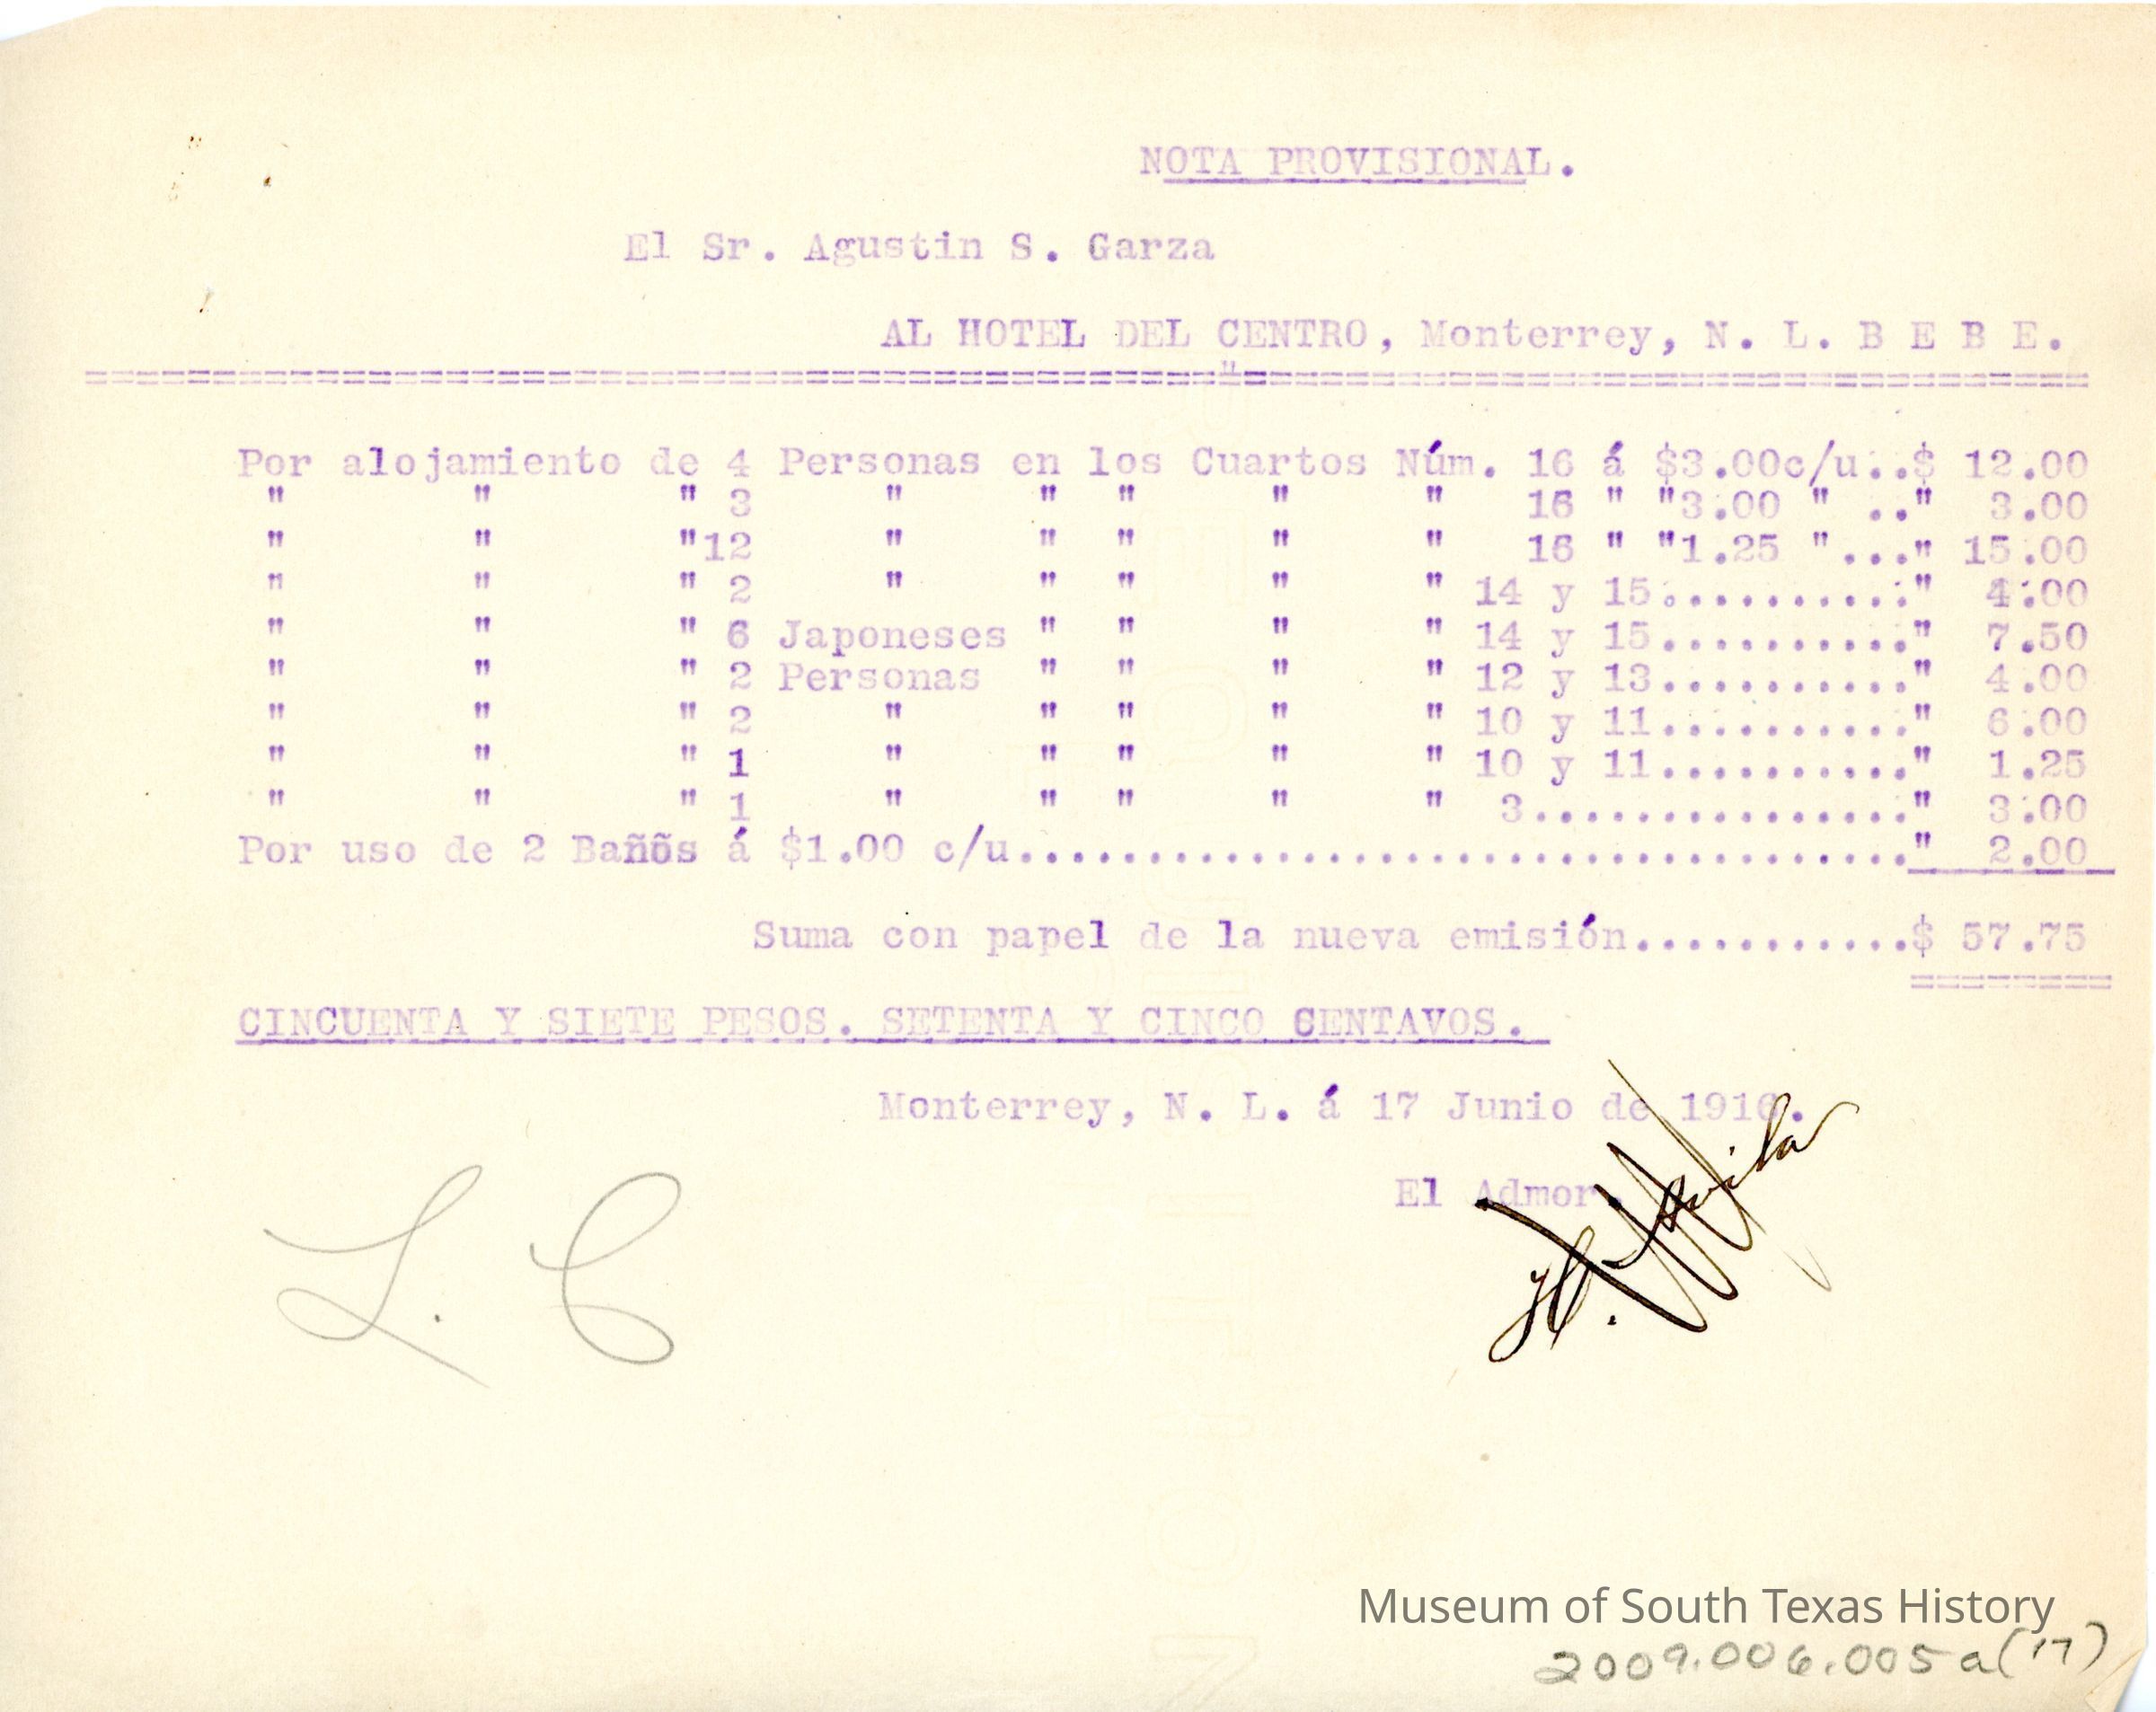 NOTA PROVISIONAL.
El Sr. Agustin S. Garza
AL HOTEL DEL CENTRO, Monterrey, N. L. B E B E.
Por alojamiento de 4 Personas en los Cuartos Núm. 16 á $3.00c/u..$ 12.00
" " " 3 " " " " " 16 " "3.00 " .." 3.00
" " "12 " " " " " 16 " "1.25 "..." 15.00
" " " 2 " " " " " 14 y 15.........." 4.00
" " " 6 Japoneses " " " " 14 y 15.........." 7.50
" " " 2 Personas " " " " 12 y 13.........." 4.00
" " " 2 " " " " " 10 y 11.........." 6.00
" " " 1 " " " " " 10 y 11.........." 1.25
" " " 1 " " " " " 3..............." 3.00
Por uso de 2 Baños á $1.00 c/u..................................." 2.00
Suma con papel de la nueva emisión...........$ 57.75
CINCUENTA Y SIETE PESOS. SETENTA Y CINCO CENTAVOS.
Monterrey, N. L. á 17 Junio de 1916.
El Admor.
L. C
Museum of South Texas History
2009.006.005a(17)